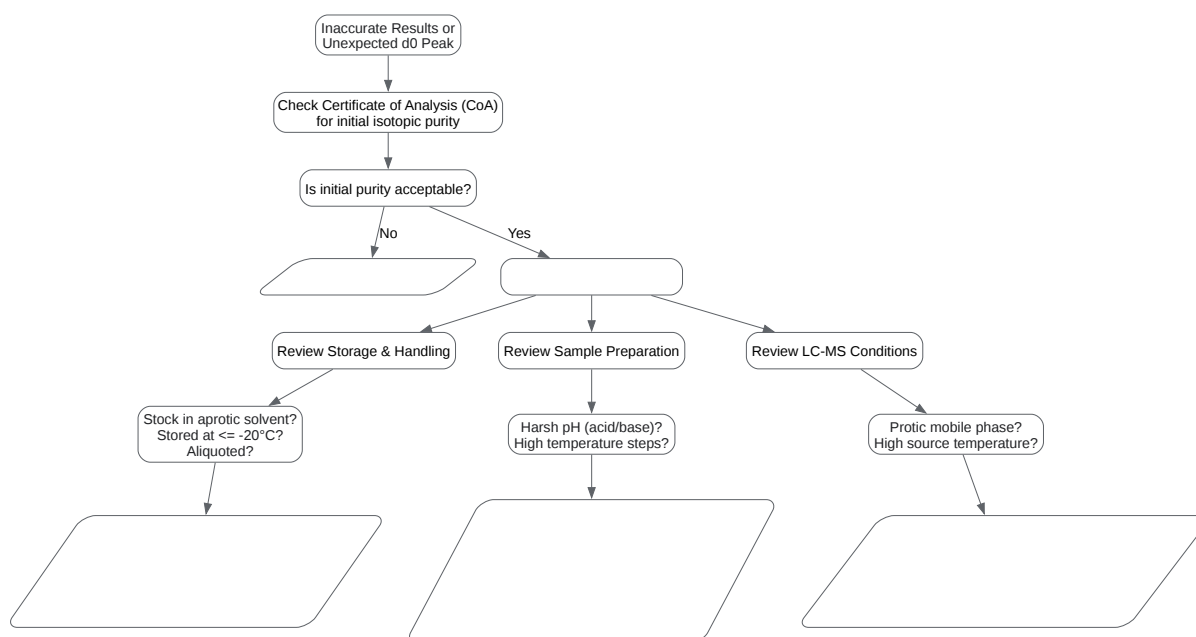 Inaccurate Results or
Unexpected d0 Peak
Check Certificate of Analysis (CoA)
for initial isotopic purity
Is initial purity acceptable?
No
Yes
Review Storage & Handling
Review Sample Preparation
Review LC-MS Conditions
Stock in aprotic solvent?
Stored at <= -20°C?
Aliquoted?
Harsh pH (acid/base)?
High temperature steps?
Protic mobile phase?
High source temperature?